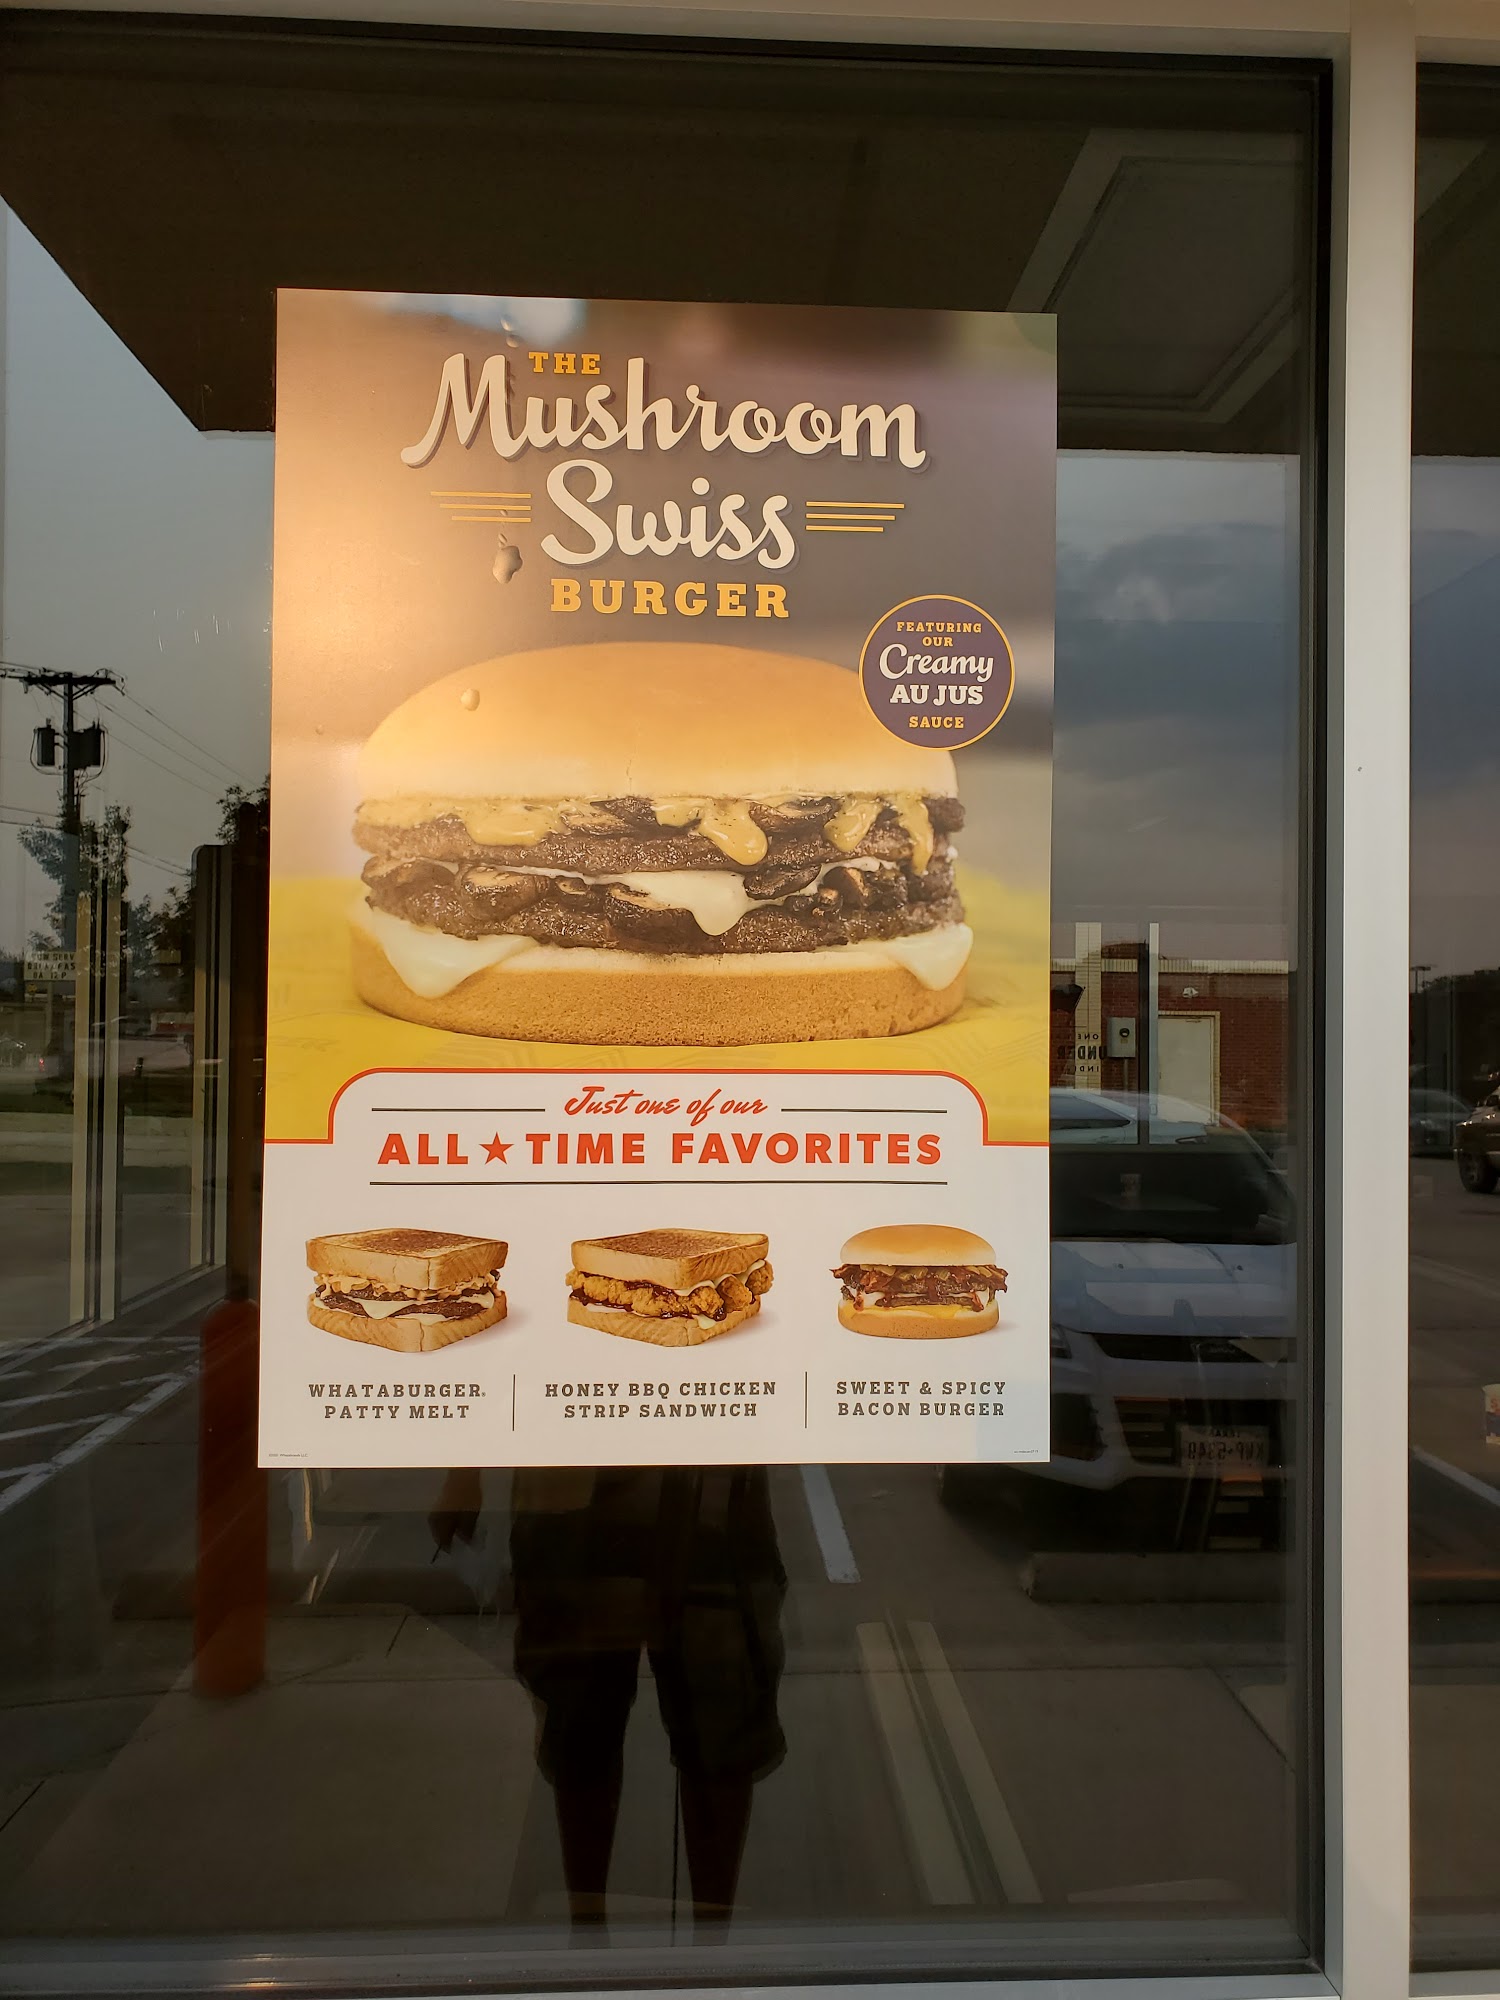 THE
Mushroom
Swiss
BURGER
FEATURING
OUR
Creamy
AU JUS
SAUCE
Just one of our
ALL★TIME FAVORITES
WHATABURGER®
PATTY MELT
HONEY BBQ CHICKEN
STRIP SANDWICH
SWEET & SPICY
BACON BURGER